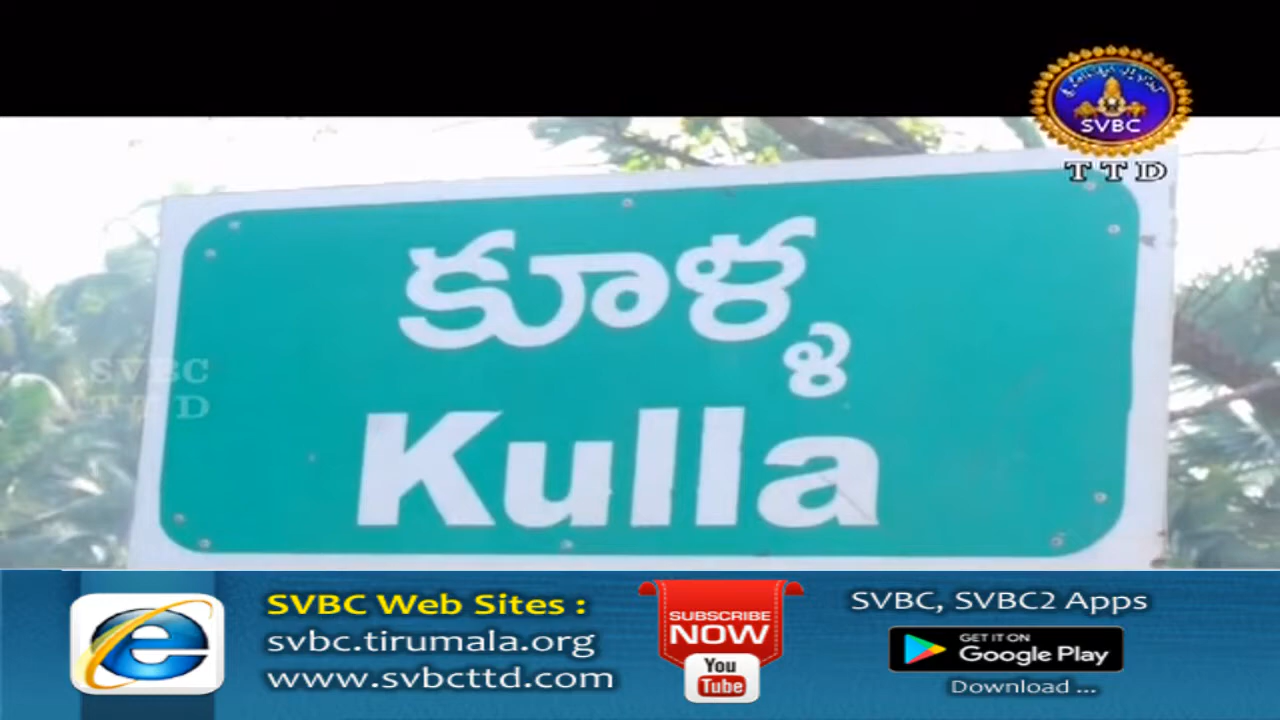 SVBC
T T D
కూళ్ళ
Kulla
SVBC
TTD
SVBC Web Sites :
svbc.tirumala.org
www.svbcttd.com
SUBSCRIBE
NOW
You
Tube
SVBC, SVBC2 Apps
GET IT ON
Google Play
Download ...